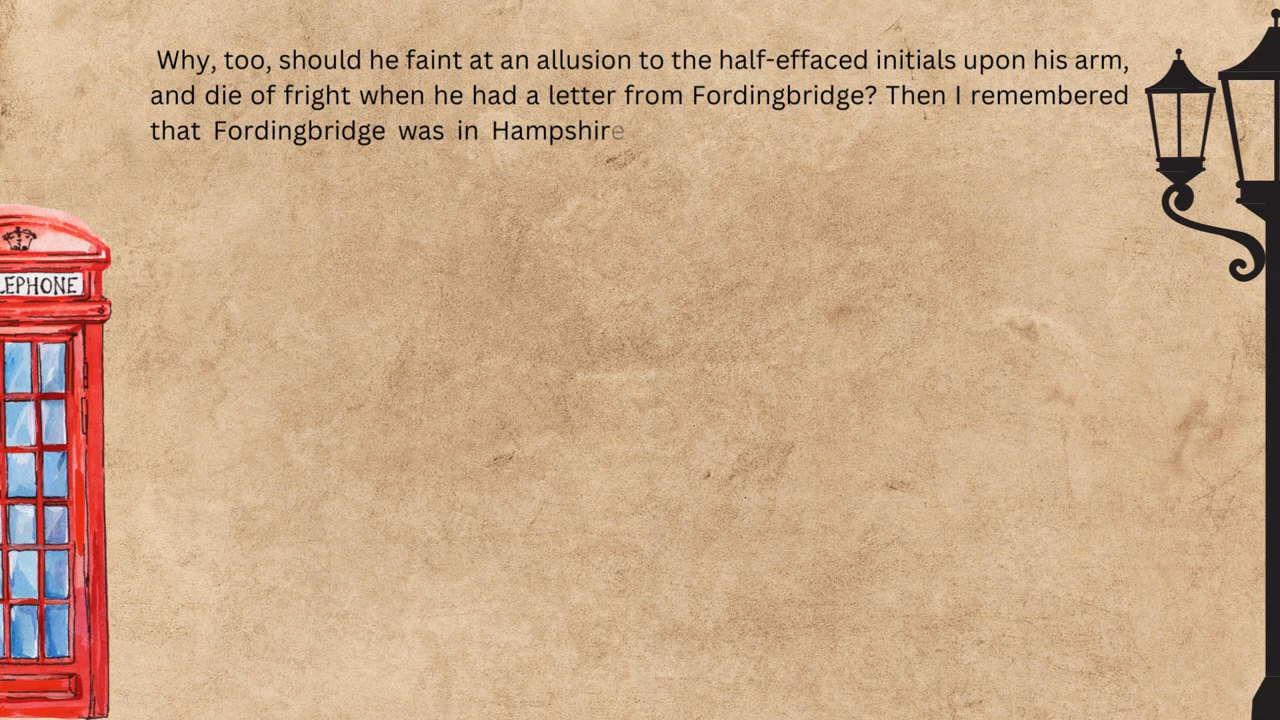 Why, too, should he faint at an allusion to the half-effaced initials upon his arm,
and die of fright when he had a letter from Fordingbridge? Then I remembered
that Fordingbridge was in Hampshire
LEPHONE